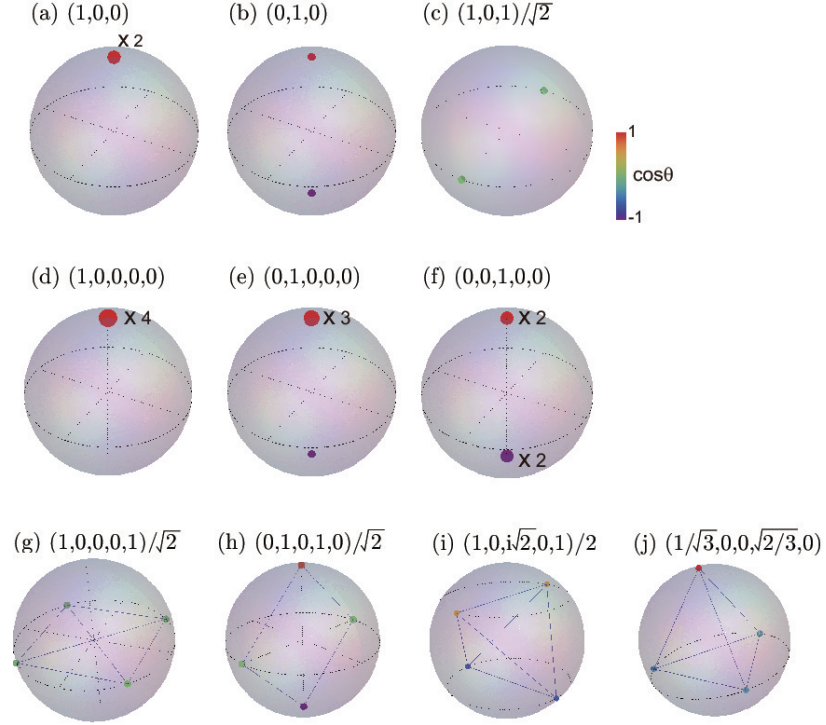 (a) (1,0,0)
X 2
(b) (0,1,0)
(c) (1,0,1)/√2
1
cosθ
-1
(d) (1,0,0,0,0)
X 4
(e) (0,1,0,0,0)
X 3
(f) (0,0,1,0,0)
X 2
X 2
(g) (1,0,0,0,1)/√2
(h) (0,1,0,1,0)/√2
(i) (1,0,i√2,0,1)/2
(j) (1/√3,0,0,√2/3,0)